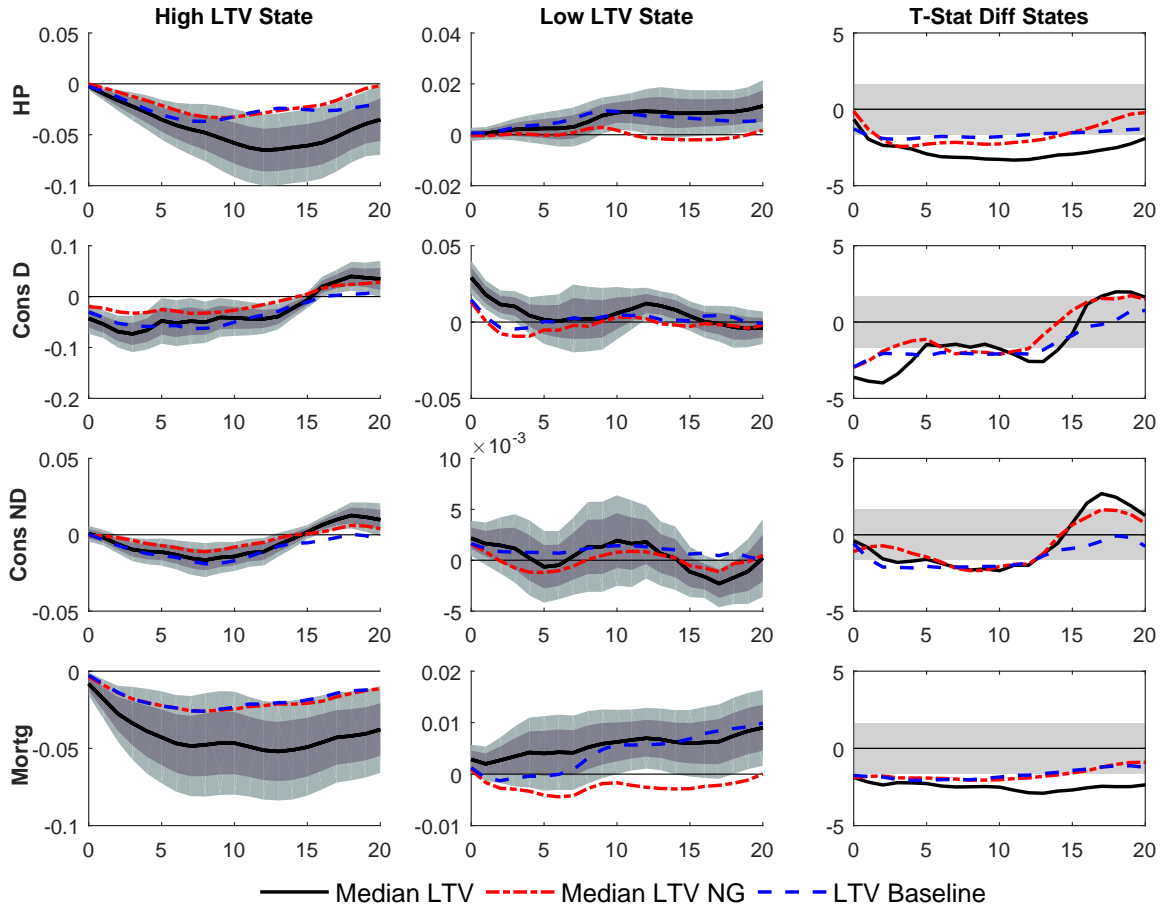 High LTV State
Low LTV State
T-Stat Diff States
HP
0.05
0
-0.05
-0.1
0 5 10 15 20
0.04
0.02
0
-0.02
0 5 10 15 20
5
0
-5
0 5 10 15 20
Cons D
0.1
0
-0.1
-0.2
0 5 10 15 20
0.05
0
-0.05
0 5 10 15 20
5
0
-5
0 5 10 15 20
Cons ND
0.05
0
-0.05
0 5 10 15 20
×10-3
10
5
0
-5
0 5 10 15 20
5
0
-5
0 5 10 15 20
Mortg
0
-0.05
-0.1
0 5 10 15 20
0.02
0.01
0
-0.01
0 5 10 15 20
5
0
-5
0 5 10 15 20
Median LTV Median LTV NG LTV Baseline